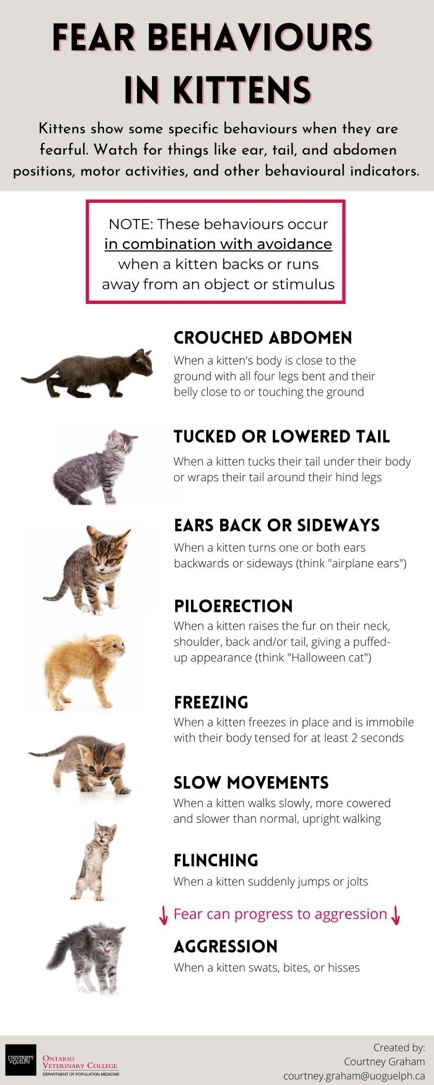 FEAR BEHAVIOURS
IN KITTENS
Kittens show some specific behaviours when they are
fearful. Watch for things like ear, tail, and abdomen
positions, motor activities, and other behavioural indicators.
NOTE: These behaviours occur
in combination with avoidance
when a kitten backs or runs
away from an object or stimulus
CROUCHED ABDOMEN
When a kitten's body is close to the
ground with all four legs bent and their
belly close to or touching the ground
TUCKED OR LOWERED TAIL
When a kitten tucks their tail under their body
or wraps their tail around their hind legs
EARS BACK OR SIDEWAYS
When a kitten turns one or both ears
backwards or sideways (think "airplane ears")
PILOERECTION
When a kitten raises the fur on their neck,
shoulder, back and/or tail, giving a puffed-
up appearance (think "Halloween cat")
FREEZING
When a kitten freezes in place and is immobile
with their body tensed for at least 2 seconds
SLOW MOVEMENTS
When a kitten walks slowly, more cowered
and slower than normal, upright walking
FLINCHING
When a kitten suddenly jumps or jolts
Fear can progress to aggression
AGGRESSION
When a kitten swats, bites, or hisses
UNIVERSITY
OF GUELPH
ONTARIO
VETERINARY COLLEGE
DEPARTMENT OF POPULATION MEDICINE
Created by:
Courtney Graham
courtney.graham@uoguelph.ca